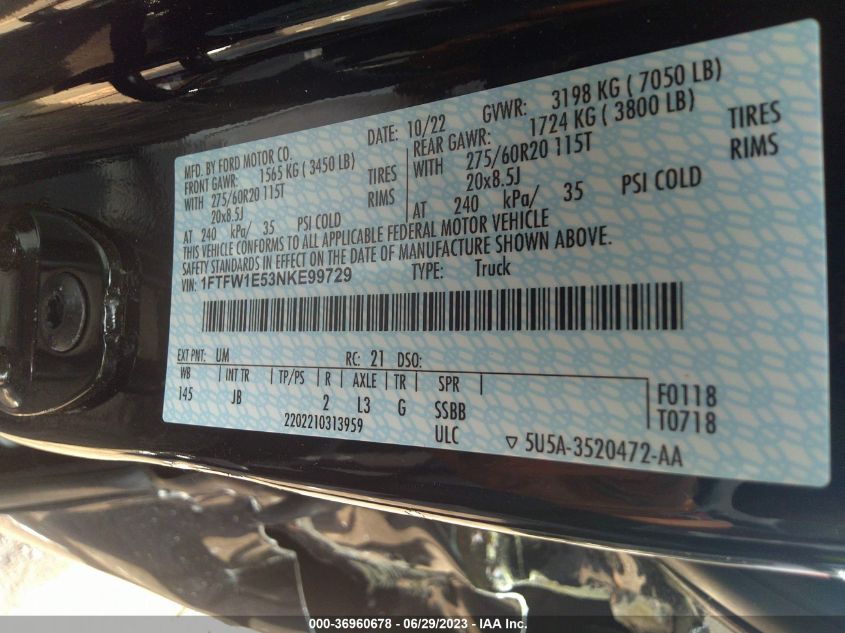 MFD. BY FORD MOTOR CO.
DATE: 10/22 GVWR: 3198 KG ( 7050 LB)
FRONT GAWR: 1565 KG ( 3450 LB)
WITH 275/60R20 115T TIRES
20x8.5J RIMS
AT 240 kPa/ 35 PSI COLD
REAR GAWR: 1724 KG ( 3800 LB)
WITH 275/60R20 115T TIRES
20x8.5J RIMS
AT 240 kPa/ 35 PSI COLD
THIS VEHICLE CONFORMS TO ALL APPLICABLE FEDERAL MOTOR VEHICLE
SAFETY STANDARDS IN EFFECT ON THE DATE OF MANUFACTURE SHOWN ABOVE.
VIN: 1FTFW1E53NKE99729 TYPE: Truck
EXT PNT: UM RC: 21 DSO:
WB INT TR TP/PS R AXLE TR SPR
145 JB 2 L3 G SSBB
2202210313959 ULC
F0118
T0718
▽ 5U5A-3520472-AA
000-36960678 - 06/29/2023 - IAA Inc.